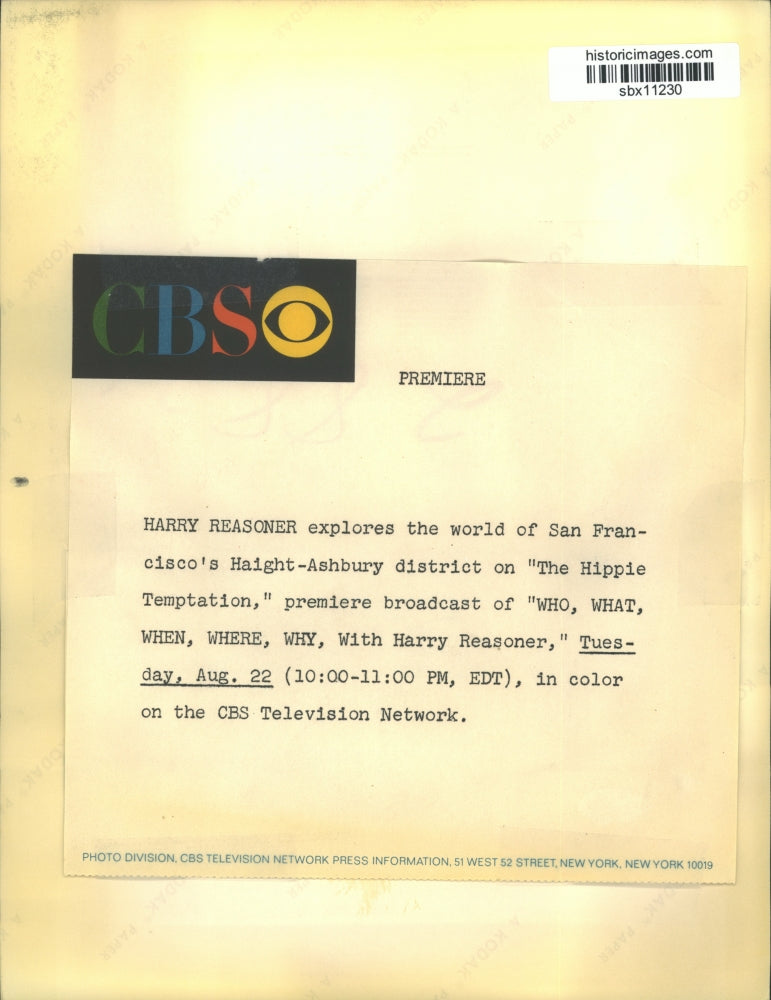 historicimages.com
sbx11230
CBS
PREMIERE
HARRY REASONER explores the world of San Fran-
cisco's Haight-Ashbury district on "The Hippie
Temptation," premiere broadcast of "WHO, WHAT,
WHEN, WHERE, WHY, With Harry Reasoner," Tues-
day, Aug. 22 (10:00-11:00 PM, EDT), in color
on the CBS Television Network.
PHOTO DIVISION, CBS TELEVISION NETWORK PRESS INFORMATION, 51 WEST 52 STREET, NEW YORK, NEW YORK 10019